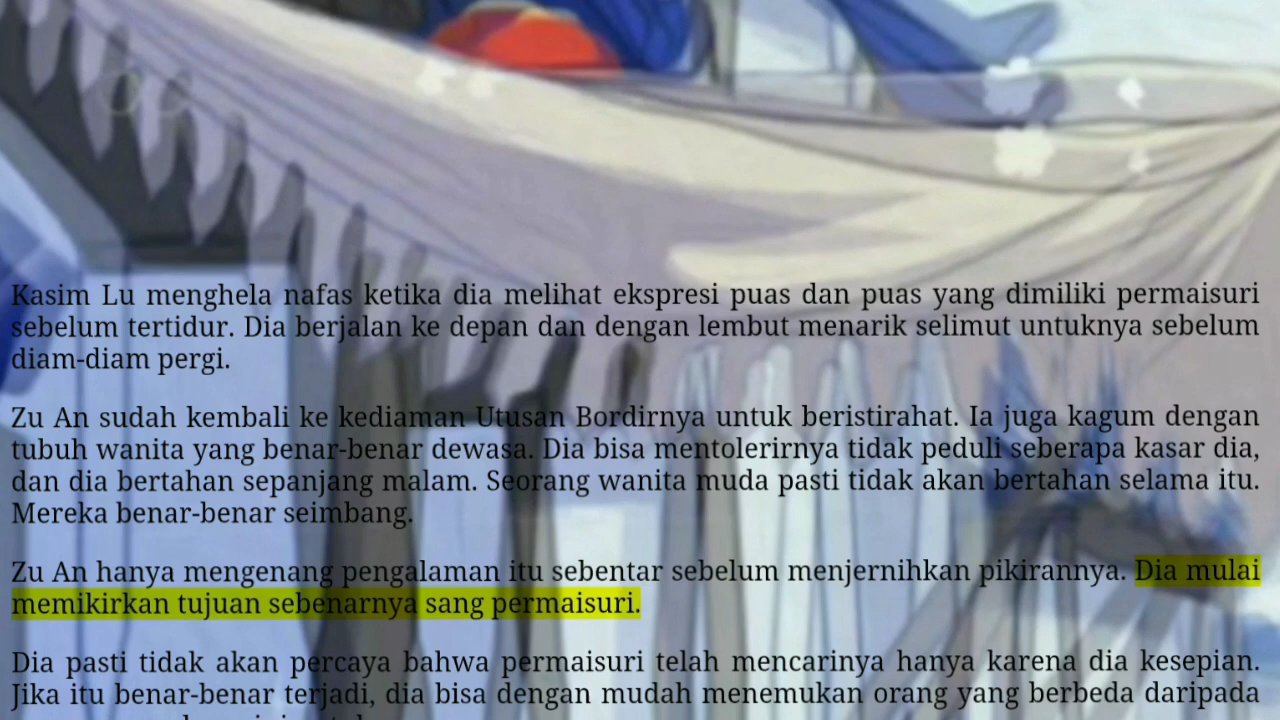 Kasim Lu menghela nafas ketika dia melihat ekspresi puas dan puas yang dimiliki permaisuri
sebelum tertidur. Dia berjalan ke depan dan dengan lembut menarik selimut untuknya sebelum
diam-diam pergi.
Zu An sudah kembali ke kediaman Utusan Bordirnya untuk beristirahat. Ia juga kagum dengan
tubuh wanita yang benar-benar dewasa. Dia bisa mentolerirnya tidak peduli seberapa kasar dia,
dan dia bertahan sepanjang malam. Seorang wanita muda pasti tidak akan bertahan selama itu.
Mereka benar-benar seimbang.
Zu An hanya mengenang pengalaman itu sebentar sebelum menjernihkan pikirannya. Dia mulai
memikirkan tujuan sebenarnya sang permaisuri.
Dia pasti tidak akan percaya bahwa permaisuri telah mencarinya hanya karena dia kesepian.
Jika itu benar-benar terjadi, dia bisa dengan mudah menemukan orang yang berbeda daripada